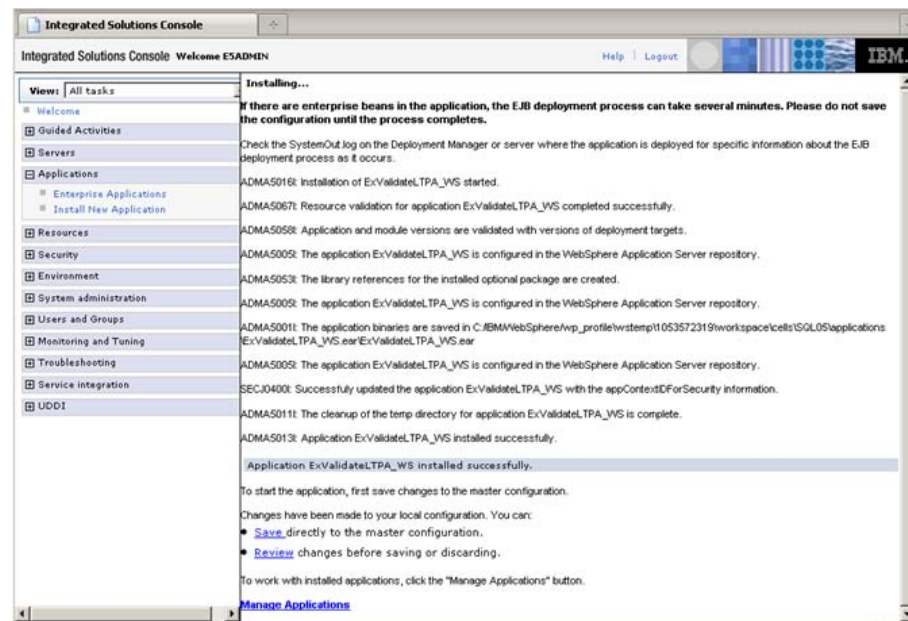 Integrated Solutions Console
Integrated Solutions Console Welcome E5ADMIN
Help | Logout
IBM.
View: All tasks
Welcome
Guided Activities
Servers
Applications
Enterprise Applications
Install New Application
Resources
Security
Environment
System administration
Users and Groups
Monitoring and Tuning
Troubleshooting
Service integration
UDDI
Installing...
If there are enterprise beans in the application, the EJB deployment process can take several minutes. Please do not save
the configuration until the process completes.
Check the SystemOut.log on the Deployment Manager or server where the application is deployed for specific information about the EJB
deployment process as it occurs.
ADMA5016I: Installation of ExValidateLTPA_WS started.
ADMA5067I: Resource validation for application ExValidateLTPA_WS completed successfully.
ADMA5058I: Application and module versions are validated with versions of deployment targets.
ADMA5005I: The application ExValidateLTPA_WS is configured in the WebSphere Application Server repository.
ADMA5053I: The library references for the installed optional package are created.
ADMA5005I: The application ExValidateLTPA_WS is configured in the WebSphere Application Server repository.
ADMA5001I: The application binaries are saved in C:/IBM/WebSphere/wp_profile\wstemp\1053572319\workspace\cells\SQL05\applications
\ExValidateLTPA_WS.ear\ExValidateLTPA_WS.ear
ADMA5005I: The application ExValidateLTPA_WS is configured in the WebSphere Application Server repository.
SECJ0400I: Successfuly updated the application ExValidateLTPA_WS with the appContextIDForSecurity information.
ADMA5011I: The cleanup of the temp directory for application ExValidateLTPA_WS is complete.
ADMA5013I: Application ExValidateLTPA_WS installed successfully.
Application ExValidateLTPA_WS installed successfully.
To start the application, first save changes to the master configuration.
Changes have been made to your local configuration. You can:
Save directly to the master configuration.
Review changes before saving or discarding.
To work with installed applications, click the "Manage Applications" button.
Manage Applications